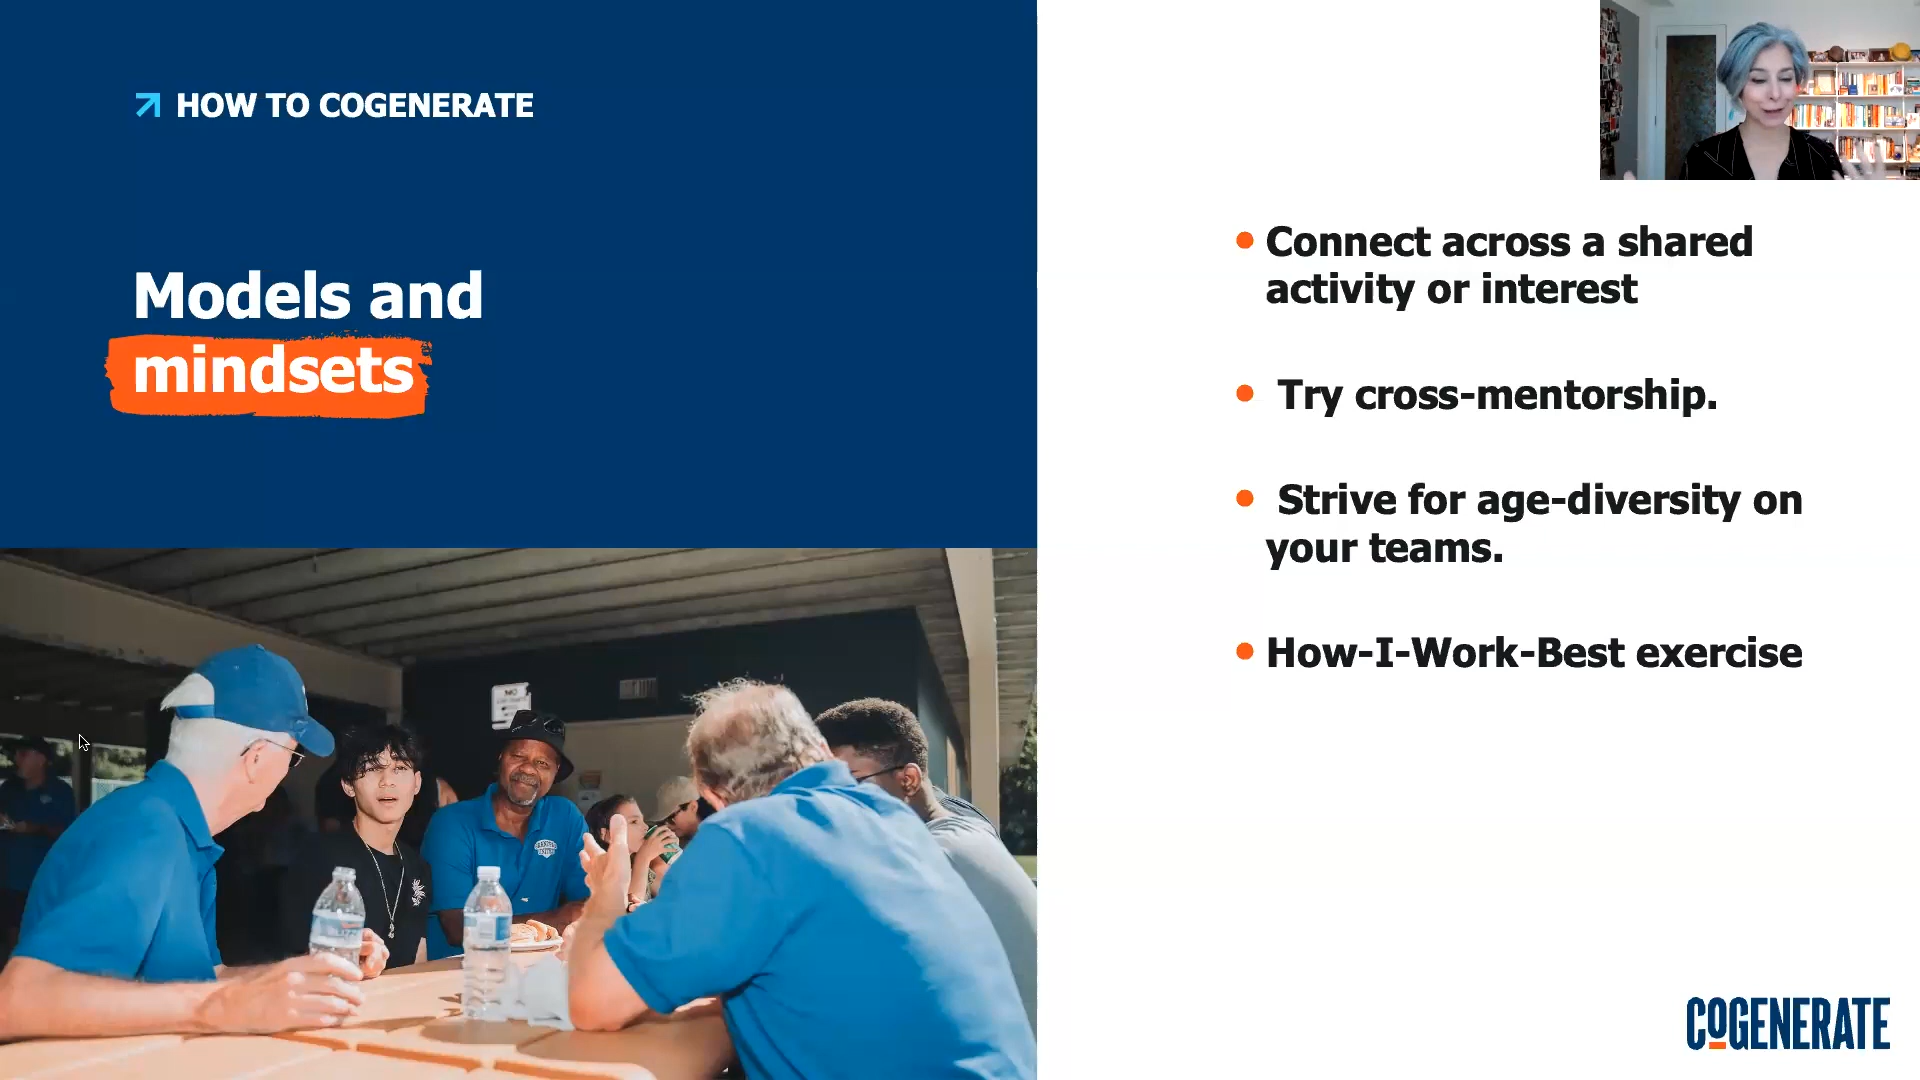 HOW TO COGENERATE
Models and
mindsets
Connect across a shared
activity or interest
Try cross-mentorship.
Strive for age-diversity on
your teams.
How-I-Work-Best exercise
NO
COGENERATE